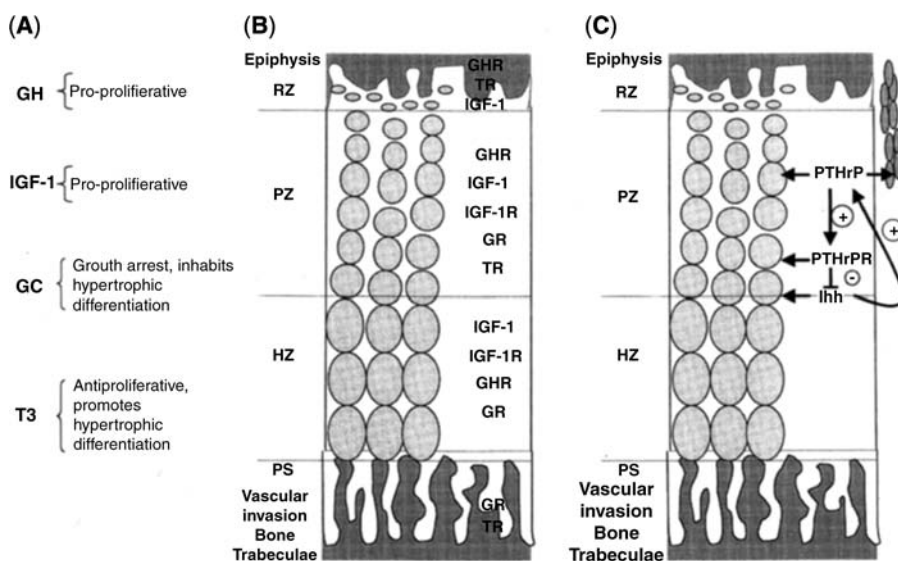 (A)
GH
Pro-prolifierative
IGF-1
Pro-prolifierative
GC
Grouth arrest, inhabits
hypertrophic
differentiation
T3
Antiproliferative,
promotes
hypertrophic
differentiation
(B)
Epiphysis
RZ
PZ
HZ
PS
Vascular
invasion
Bone
Trabeculae
GHR
TR
IGF-1
GHR
IGF-1
IGF-1R
GR
TR
IGF-1
IGF-1R
GHR
GR
GR
TR
(C)
Epiphysis
RZ
PZ
HZ
PS
Vascular
invasion
Bone
Trabeculae
PTHrP
+
+
PTHrPR
-
Ihh